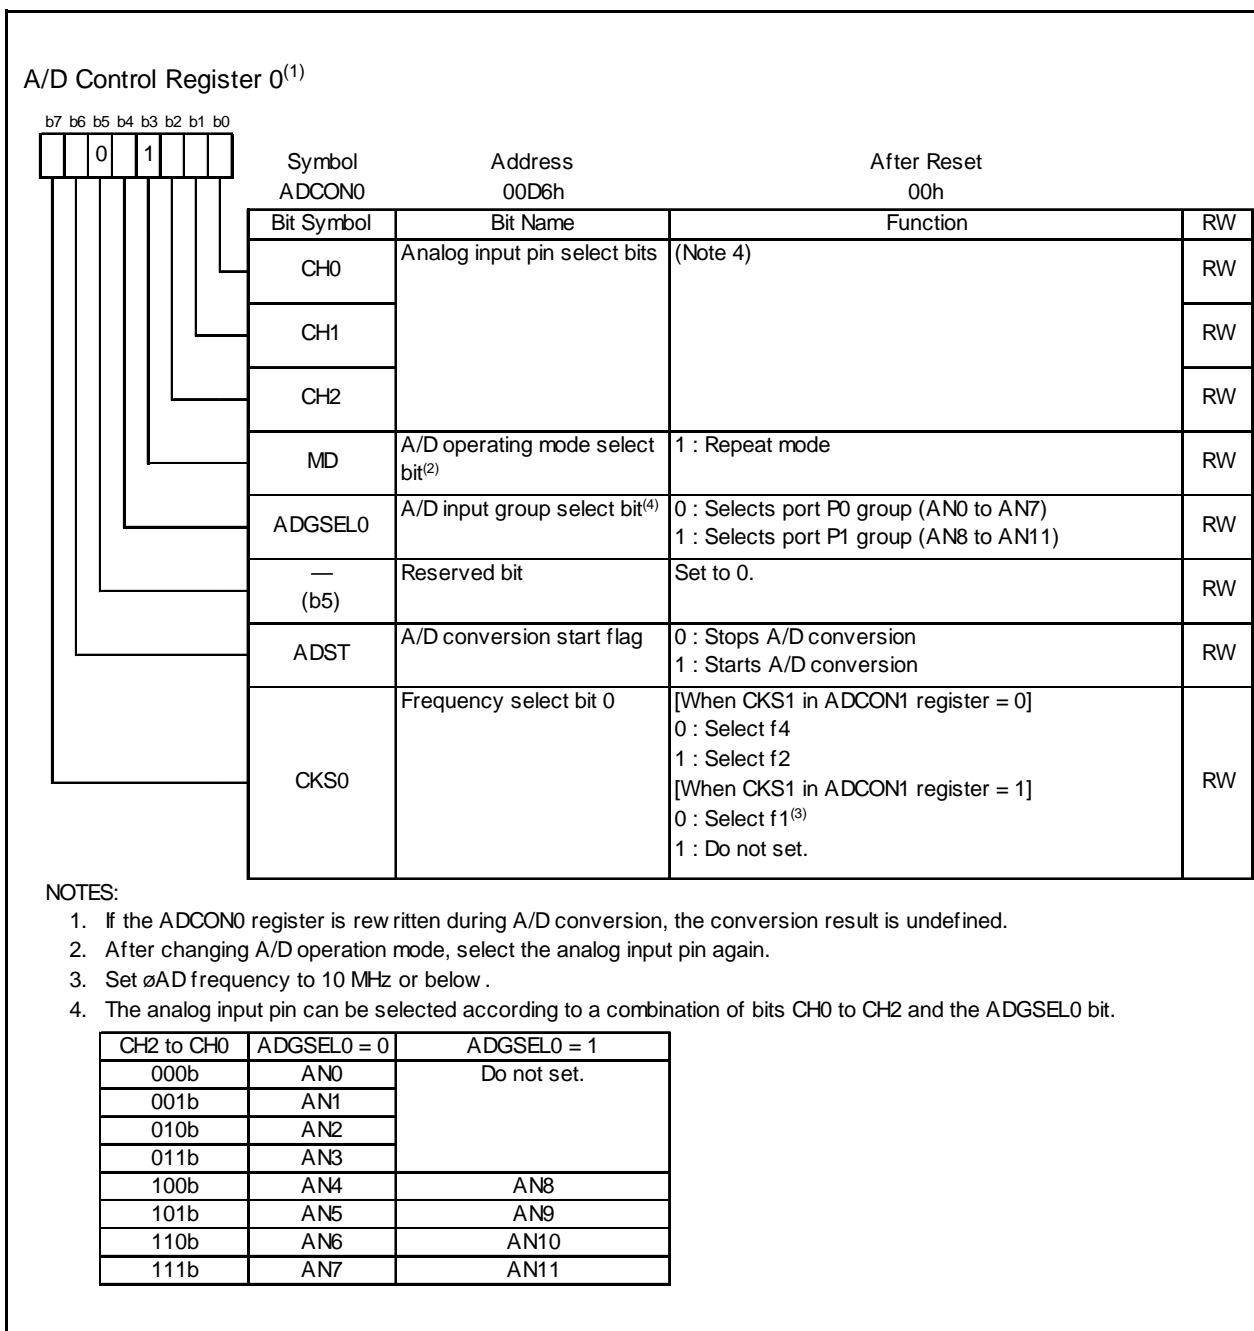 A/D Control Register 0(1)
b7 b6 b5 b4 b3 b2 b1 b0
0 1
Symbol Address After Reset
ADCON0 00D6h 00h
Bit Symbol Bit Name Function RW
CH0 Analog input pin select bits (Note 4) RW
CH1 RW
CH2 RW
MD A/D operating mode select bit(2) 1 : Repeat mode RW
ADGSEL0 A/D input group select bit(4) 0 : Selects port P0 group (AN0 to AN7)
1 : Selects port P1 group (AN8 to AN11) RW
— (b5) Reserved bit Set to 0. RW
ADST A/D conversion start flag 0 : Stops A/D conversion
1 : Starts A/D conversion RW
CKS0 Frequency select bit 0 [When CKS1 in ADCON1 register = 0]
0 : Select f4
1 : Select f2
[When CKS1 in ADCON1 register = 1]
0 : Select f1(3)
1 : Do not set. RW
NOTES:
1. If the ADCON0 register is rewritten during A/D conversion, the conversion result is undefined.
2. After changing A/D operation mode, select the analog input pin again.
3. Set øAD frequency to 10 MHz or below.
4. The analog input pin can be selected according to a combination of bits CH0 to CH2 and the ADGSEL0 bit.
CH2 to CH0 ADGSEL0 = 0 ADGSEL0 = 1
000b AN0 Do not set.
001b AN1
010b AN2
011b AN3
100b AN4 AN8
101b AN5 AN9
110b AN6 AN10
111b AN7 AN11